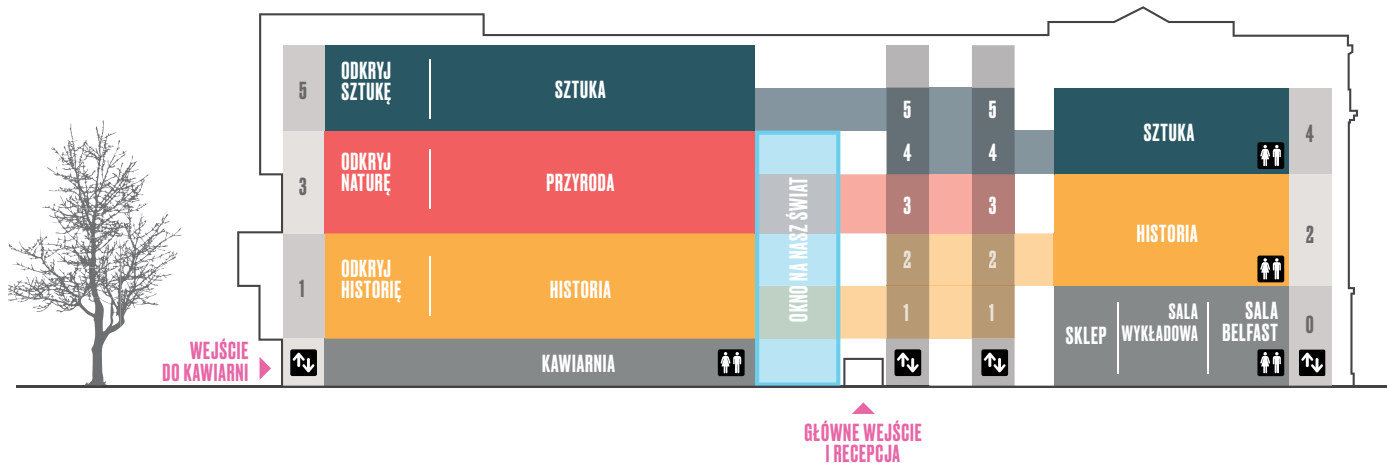 5
ODKRYJ
SZTUKĘ
SZTUKA
3
ODKRYJ
NATURĘ
PRZYRODA
1
ODKRYJ
HISTORIĘ
HISTORIA
KAWIARNIA
WEJŚCIE
DO KAWIARNI
OKNO NA NASZ ŚWIAT
5
4
3
2
1
5
4
3
2
1
GŁÓWNE WEJŚCIE
I RECEPCJA
SZTUKA
4
HISTORIA
2
SKLEP
SALA
WYKŁADOWA
SALA
BELFAST
0